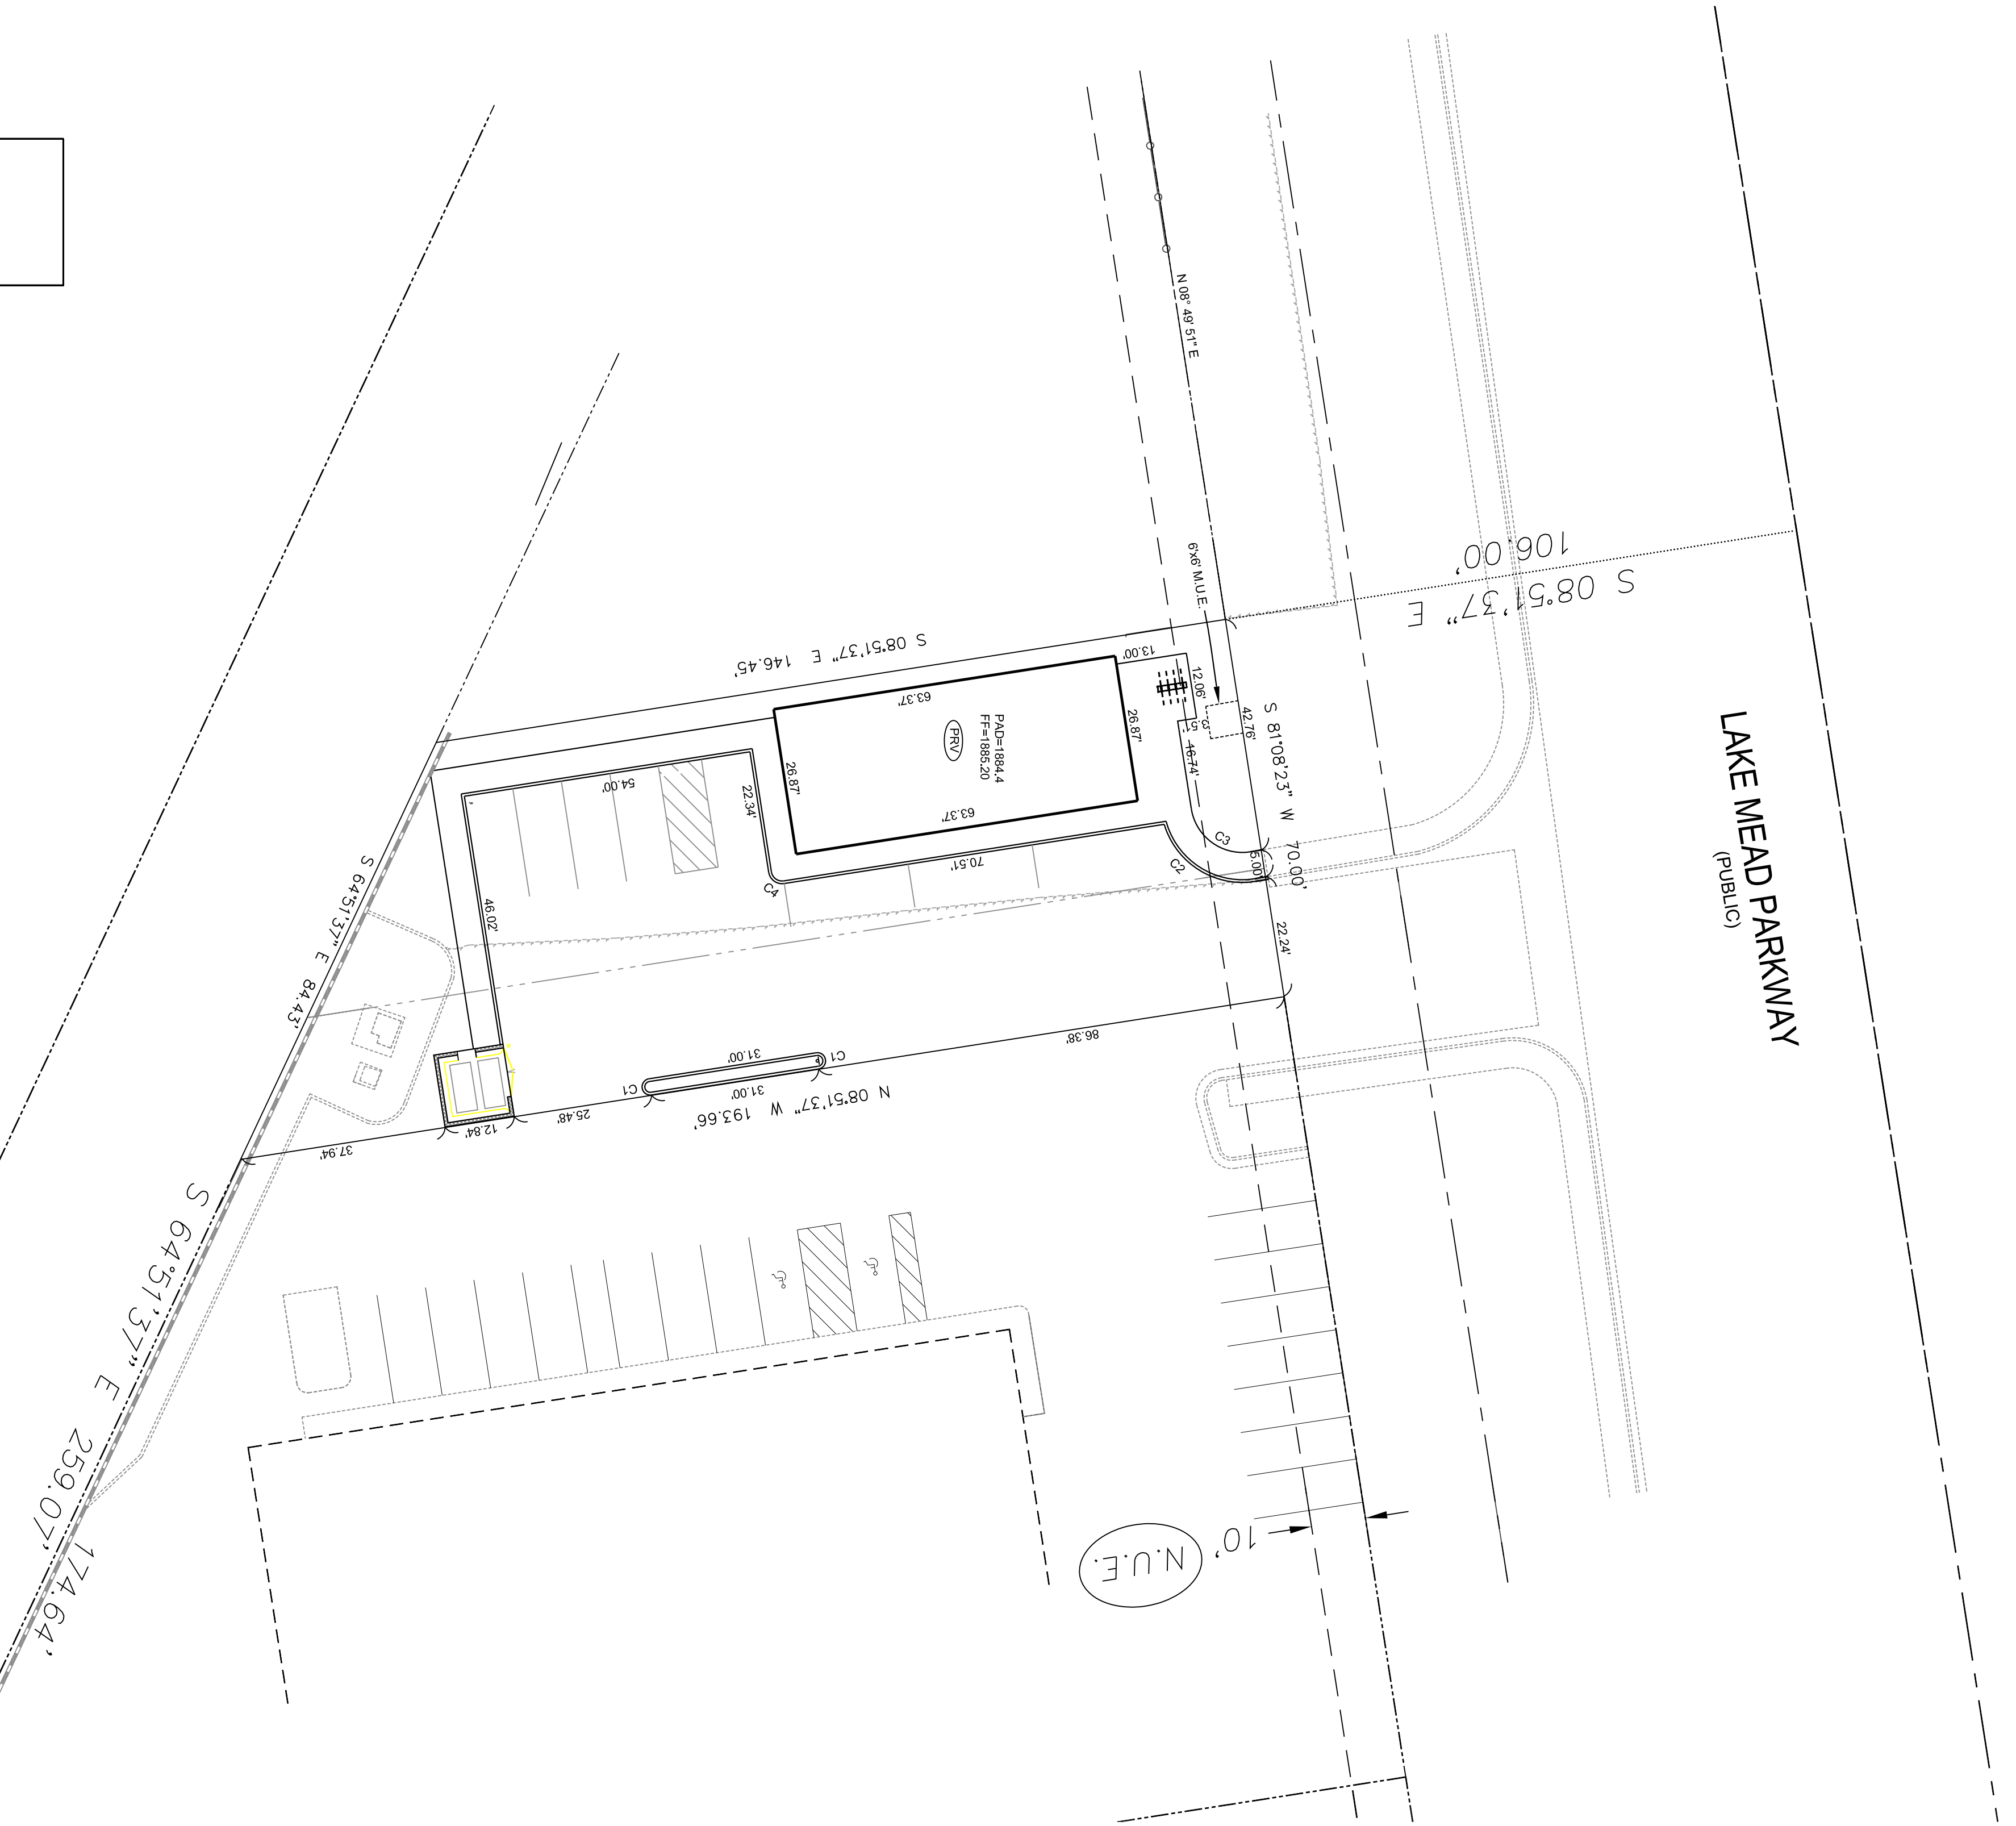 N 08° 49' 51" E
106.00'
S 08°51'37" E
6'x6' M.U.E.
S 08°51'37" E 146.45'
13.00'
12.06'
63.37'
26.87'
PAD=1884.4
FF=1885.20
PRV
42.76'
S 81°08'23" W 70.00'
16.74'
26.87'
63.37'
54.00'
22.34'
C3
C2
5.00'
70.51'
C4
LAKE MEAD PARKWAY
(PUBLIC)
46.02'
22.24'
S 64°51'37" E 84.43'
86.38'
31.00'
C1
C1
31.00'
N 08°51'37" W 193.66'
25.48'
12.84'
37.94'
S 64°51'37" E 259.07'
174.64'
10'
N.U.E.